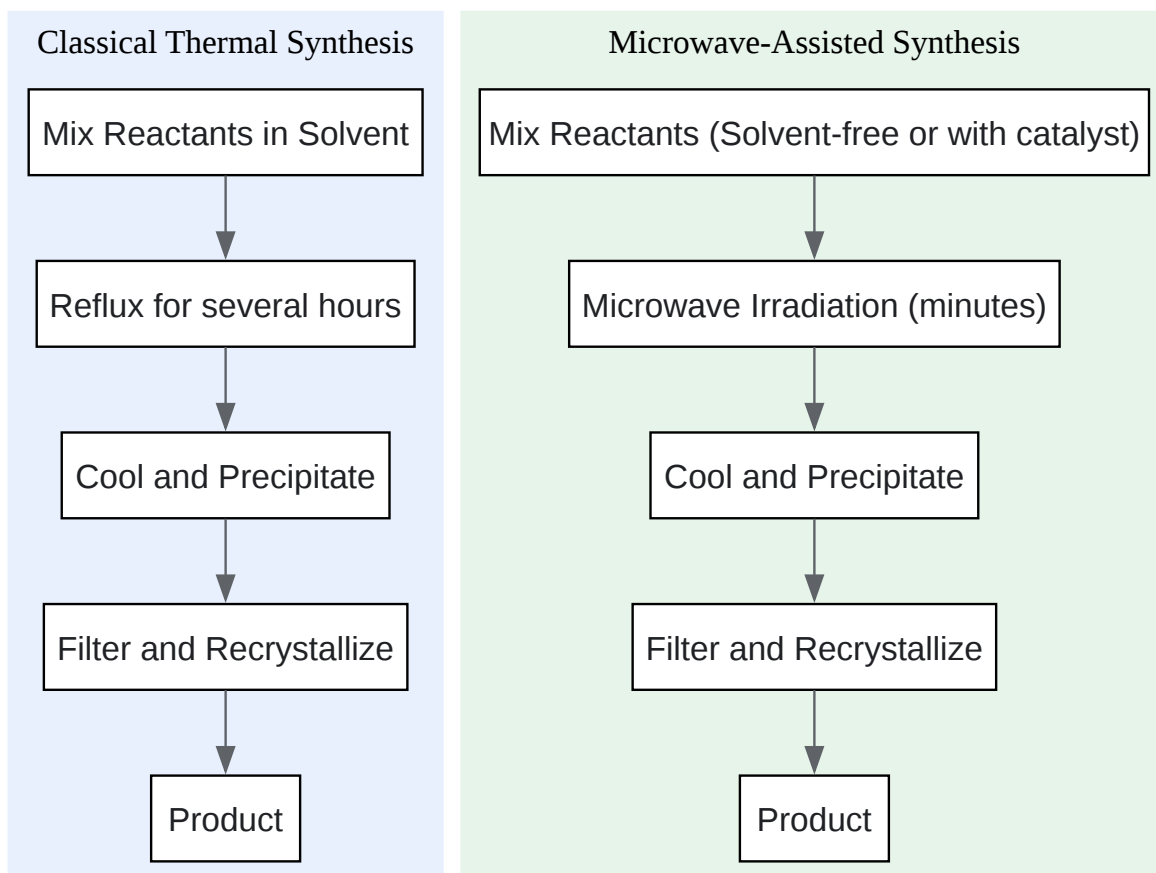 Classical Thermal Synthesis
Mix Reactants in Solvent
Reflux for several hours
Cool and Precipitate
Filter and Recrystallize
Product
Microwave-Assisted Synthesis
Mix Reactants (Solvent-free or with catalyst)
Microwave Irradiation (minutes)
Cool and Precipitate
Filter and Recrystallize
Product